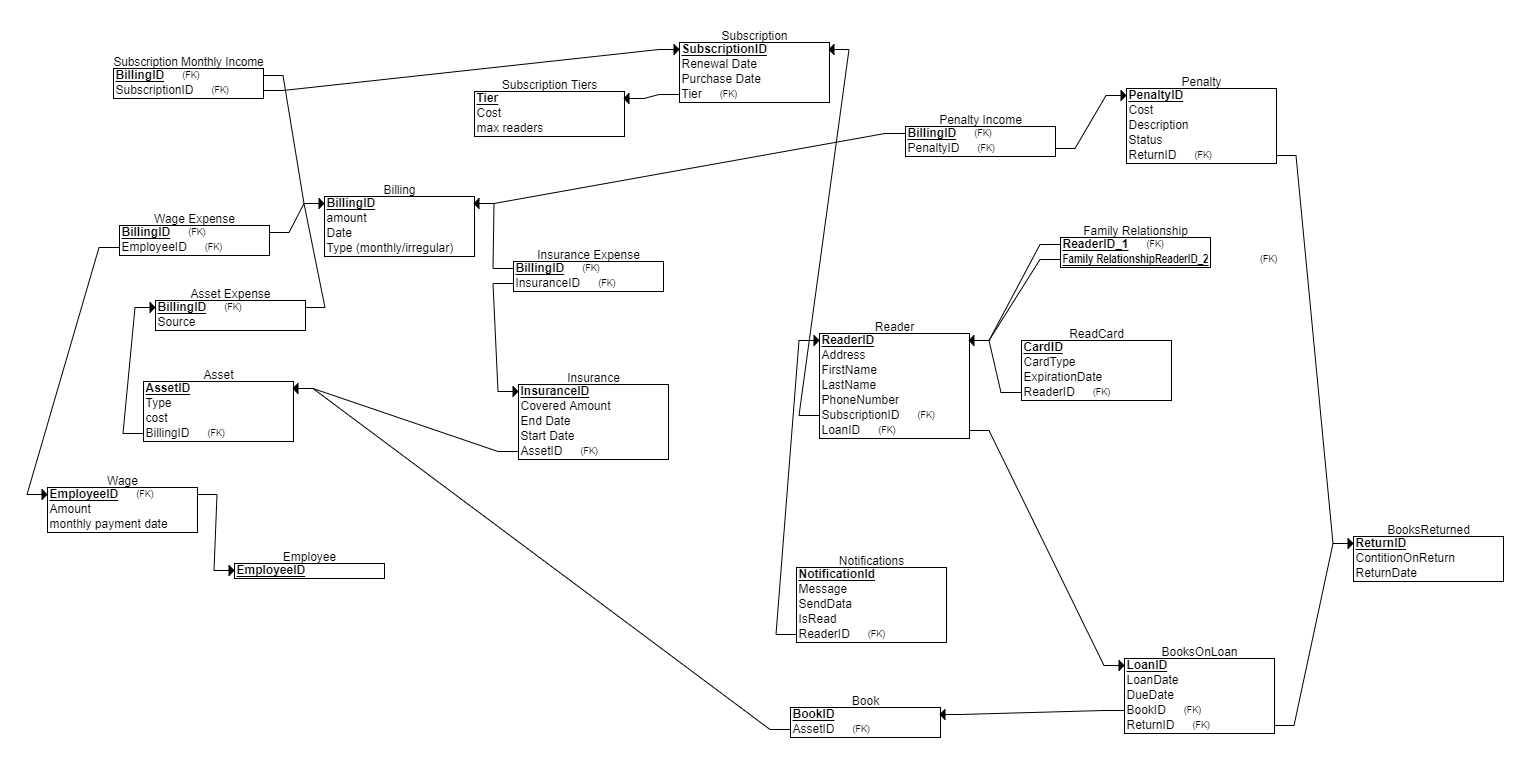 Subscription
SubscriptionID
Renewal Date
Purchase Date
Tier (FK)
Subscription Monthly Income
BillingID (FK)
SubscriptionID (FK)
Subscription Tiers
Tier
Cost
max readers
Penalty
PenaltyID
Cost
Description
Status
ReturnID (FK)
Penalty Income
BillingID (FK)
PenaltyID (FK)
Billing
BillingID
amount
Date
Type (monthly/irregular)
Wage Expense
BillingID (FK)
EmployeeID (FK)
Family Relationship
ReaderID_1 (FK)
Family RelationshipReaderID_2 (FK)
Insurance Expense
BillingID (FK)
InsuranceID (FK)
Asset Expense
BillingID (FK)
Source
Reader
ReaderID
Address
FirstName
LastName
PhoneNumber
SubscriptionID (FK)
LoanID (FK)
ReadCard
CardID
CardType
ExpirationDate
ReaderID (FK)
Asset
AssetID
Type
cost
BillingID (FK)
Insurance
InsuranceID
Covered Amount
End Date
Start Date
AssetID (FK)
Wage
EmployeeID (FK)
Amount
monthly payment date
Employee
EmployeeID
Notifications
NotificationId
Message
SendData
IsRead
ReaderID (FK)
BooksReturned
ReturnID
ContitionOnReturn
ReturnDate
BooksOnLoan
LoanID
LoanDate
DueDate
BookID (FK)
ReturnID (FK)
Book
BookID
AssetID (FK)